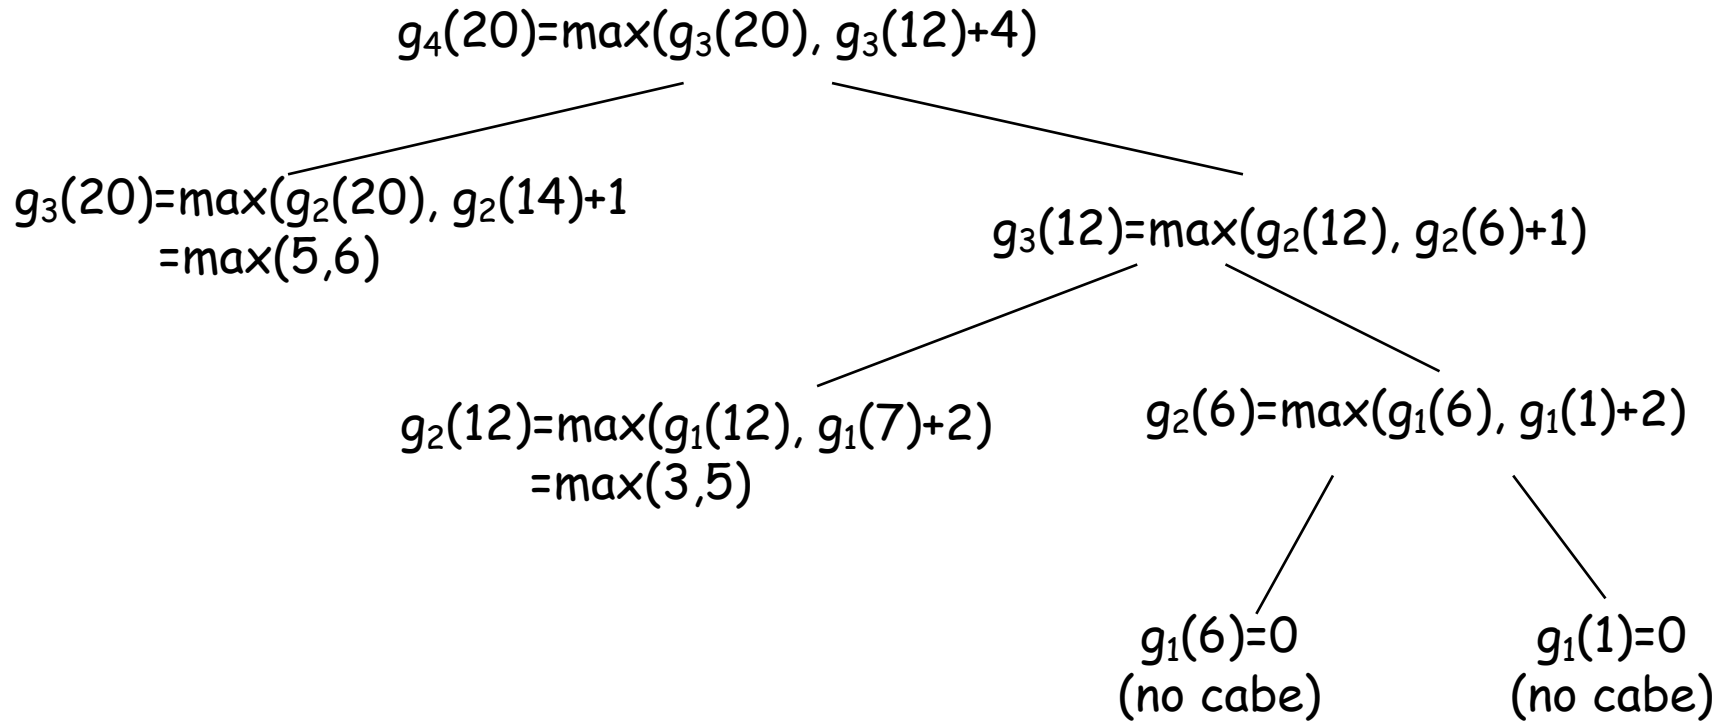 g₄(20)=max(g₃(20), g₃(12)+4)
g₃(20)=max(g₂(20), g₂(14)+1
=max(5,6)
g₃(12)=max(g₂(12), g₂(6)+1)
g₂(12)=max(g₁(12), g₁(7)+2)
=max(3,5)
g₂(6)=max(g₁(6), g₁(1)+2)
g₁(6)=0
(no cabe)
g₁(1)=0
(no cabe)